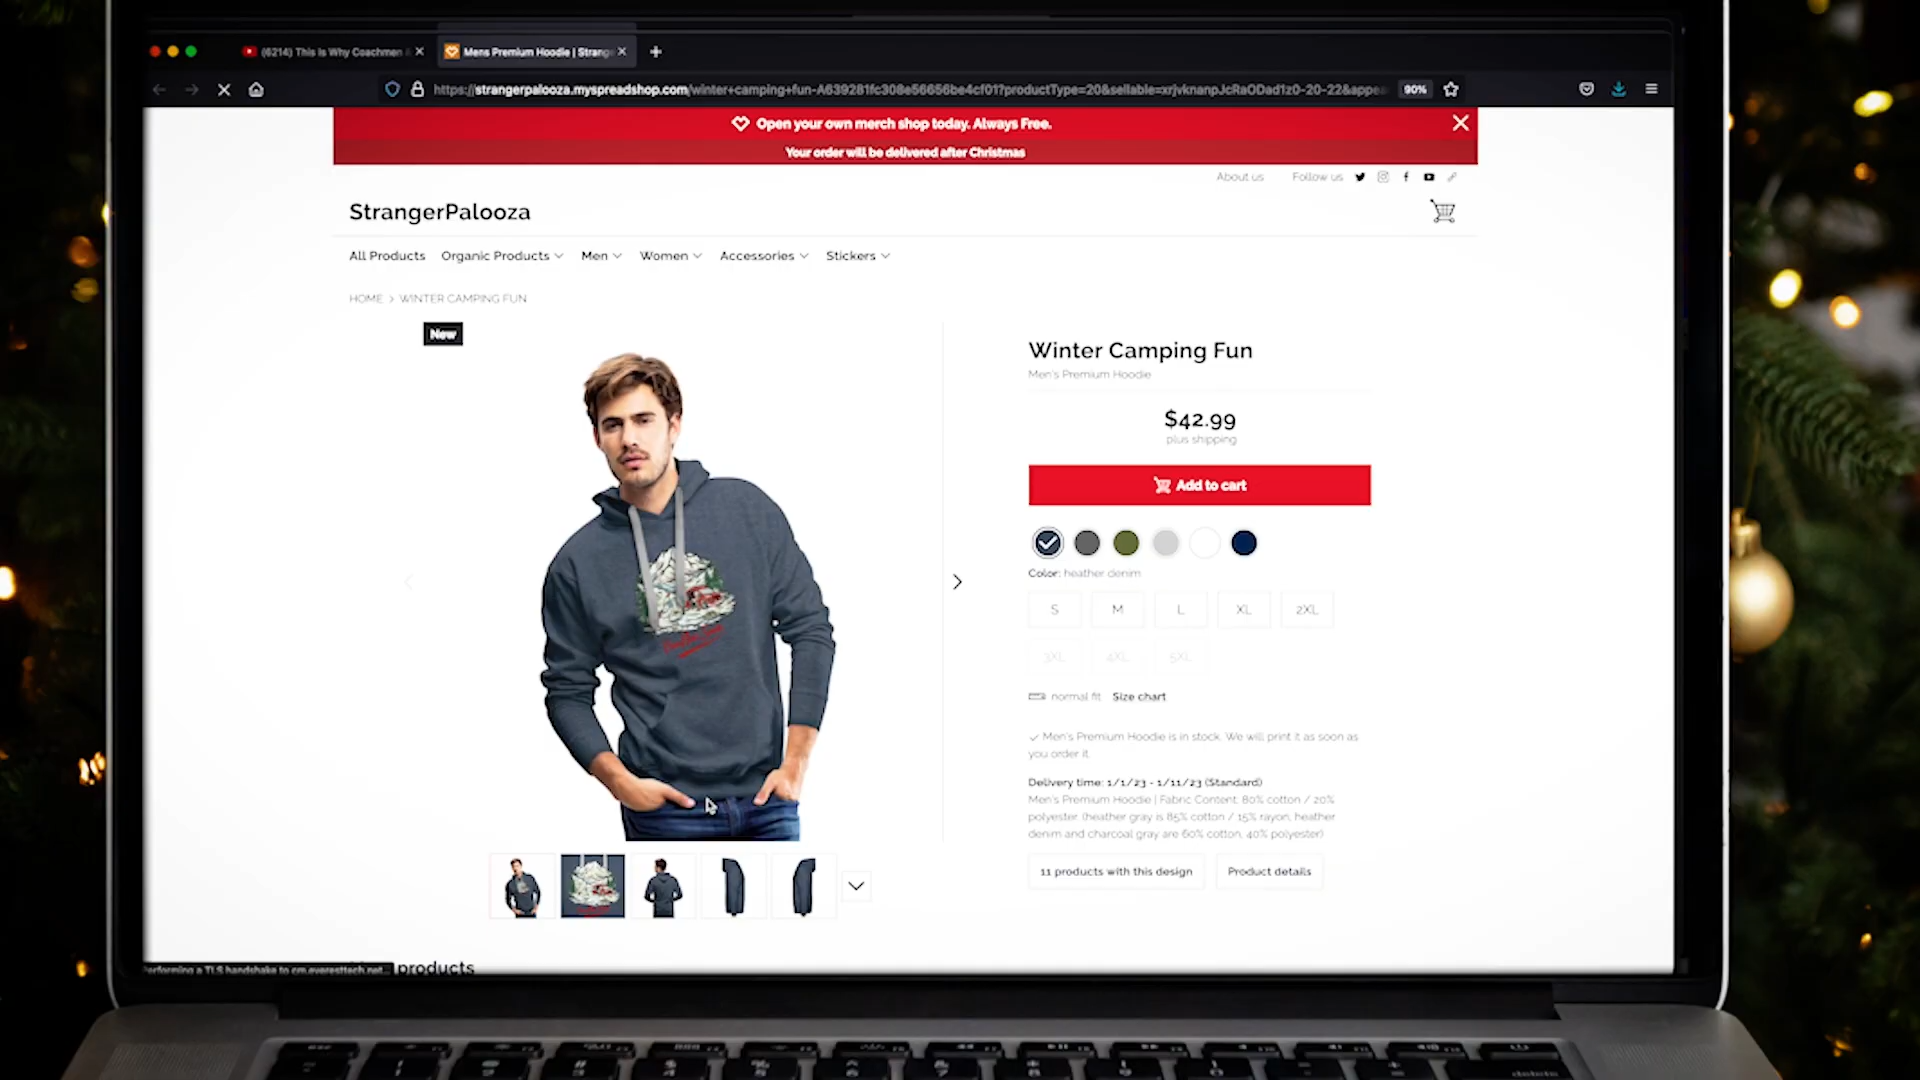 (6214) This Is Why Coachmen
Mens Premium Hoodie | Strange
90%
https://strangerpalooza.myspreadshop.com/winter+camping+fun-A639281fc308e56656be4cf01?productType=20&sellable=xrjvknanpJcRaODad1z0-20-22&appea
Open your own merch shop today. Always Free.
Your order will be delivered after Christmas
About us Follow us
StrangerPalooza
All Products Organic Products Men Women Accessories Stickers
HOME > WINTER CAMPING FUN
New
Winter Camping Fun
Men's Premium Hoodie
$42.99
plus shipping
Add to cart
Color: heather denim
S M L XL 2XL
3XL 4XL 5XL
normal fit Size chart
Men's Premium Hoodie is in stock. We will print it as soon as
you order it.
Delivery time: 1/1/23 - 1/11/23 (Standard)
Men's Premium Hoodie | Fabric Content: 80% cotton / 20%
polyester (heather gray is 85% cotton / 15% rayon, heather
denim and charcoal gray are 60% cotton, 40% polyester)
11 products with this design Product details
Performing a TLS handshake to cm.everesttech.net...
products
delete